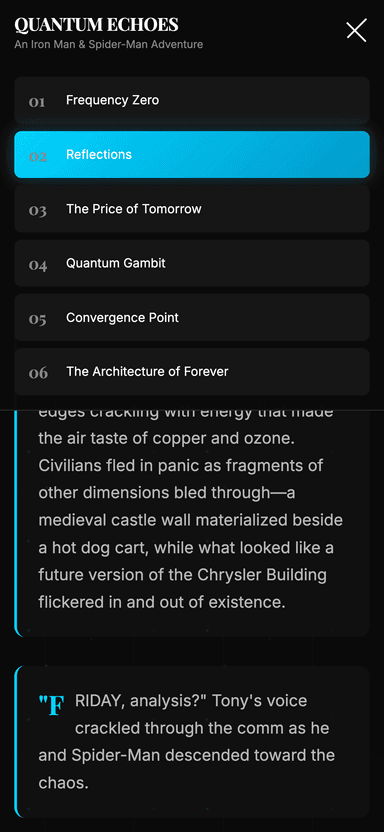 QUANTUM ECHOES
An Iron Man & Spider-Man Adventure
01 Frequency Zero
02 Reflections
03 The Price of Tomorrow
04 Quantum Gambit
05 Convergence Point
06 The Architecture of Forever
edges crackling with energy that made
the air taste of copper and ozone.
Civilians fled in panic as fragments of
other dimensions bled through—a
medieval castle wall materialized beside
a hot dog cart, while what looked like a
future version of the Chrysler Building
flickered in and out of existence.
"FRIDAY, analysis?" Tony's voice
crackled through the comm as he
and Spider-Man descended toward the
chaos.